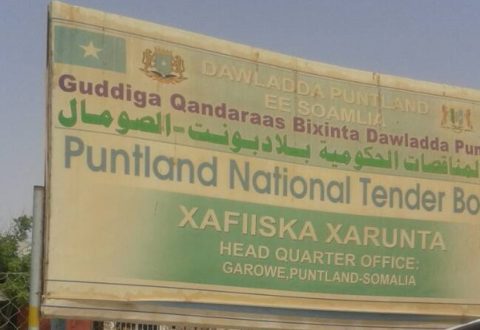 DAWLADDA PUNTLAND
EE SOAMLIA
Guddiga Qandaraas Bixinta Dawladda Pun
المناقصات الحكومية ببلادبونت-الصومال
Puntland National Tender Bo
XAFIISKA XARUNTA
HEAD QUARTER OFFICE:
GAROWE,PUNTLAND-SOMALIA